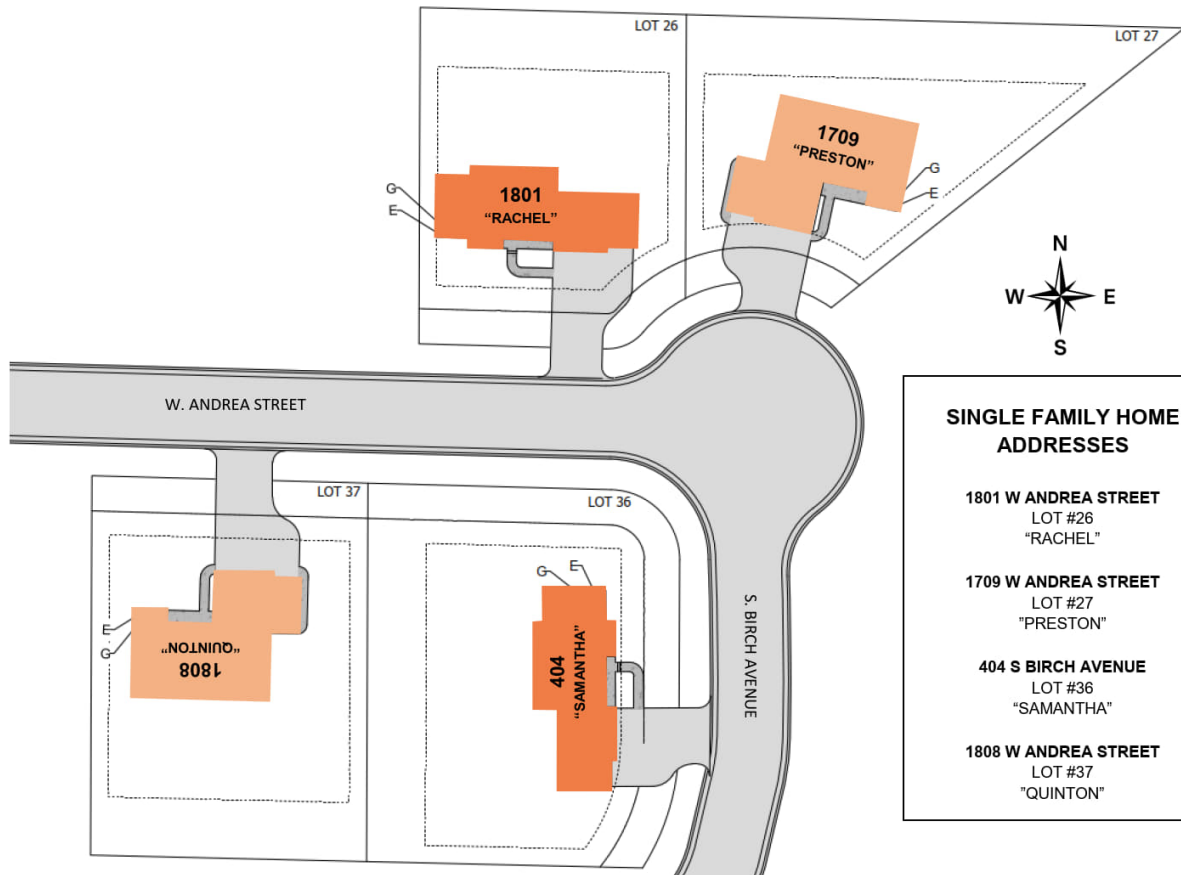 LOT 26
LOT 27
1709
"PRESTON"
G
E
1801
"RACHEL"
G
E
N
W
E
S
W. ANDREA STREET
SINGLE FAMILY HOME
ADDRESSES
1801 W ANDREA STREET
LOT #26
"RACHEL"
1709 W ANDREA STREET
LOT #27
"PRESTON"
404 S BIRCH AVENUE
LOT #36
"SAMANTHA"
1808 W ANDREA STREET
LOT #37
"QUINTON"
LOT 37
LOT 36
G
E
404
"SAMANTHA"
S. BIRCH AVENUE
E
G
1808
"QUINTON"